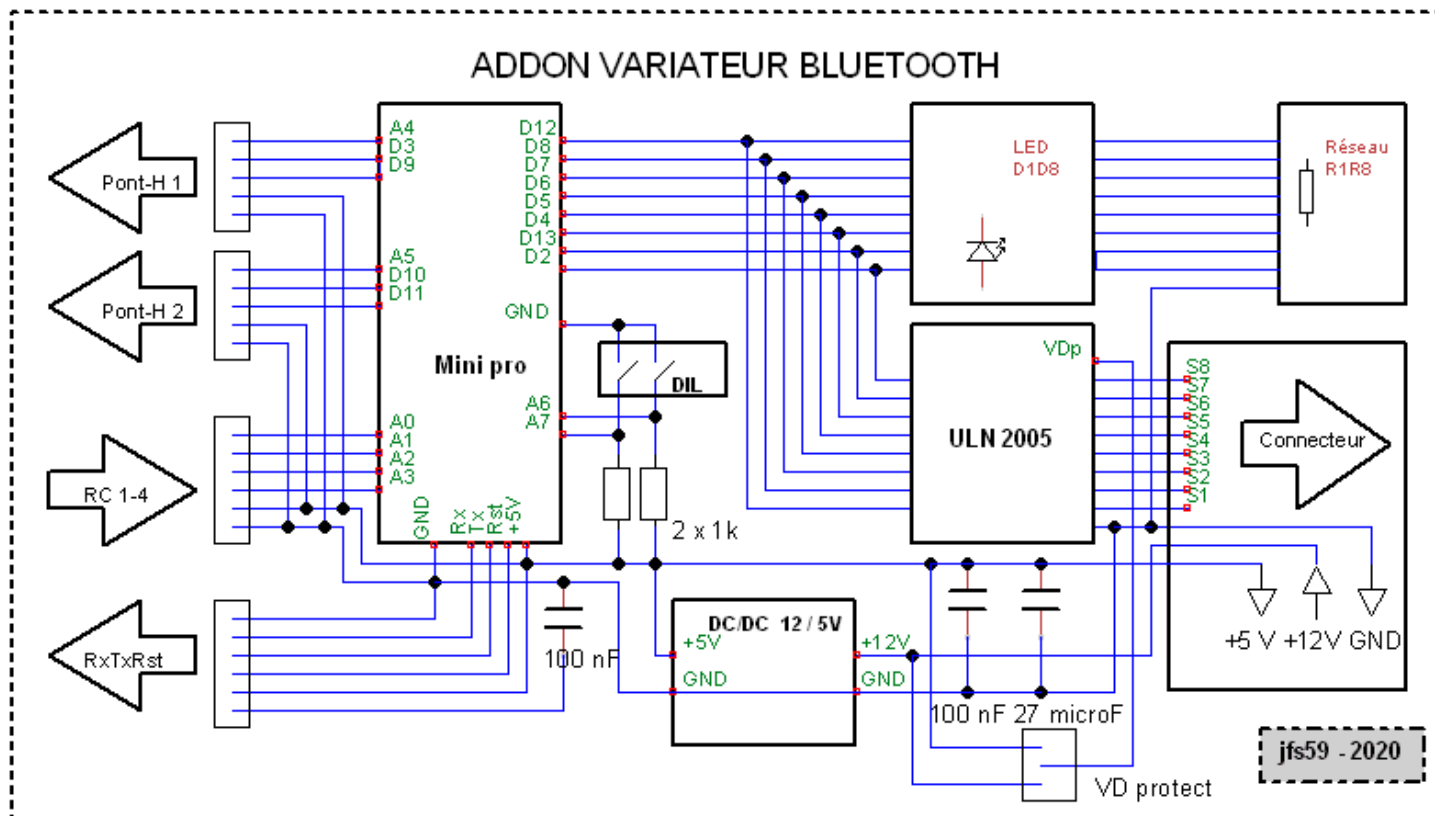 ADDON VARIATEUR BLUETOOTH
Pont-H 1
Pont-H 2
RC 1-4
RxTxRst
A4
D3
D9
A5
D10
D11
A0
A1
A2
A3
Mini pro
D12
D8
D7
D6
D5
D4
D13
D2
GND
A6
A7
GND
Rx
Tx
Rst
+5V
DIL
2 x 1k
100 nF
LED
D1D8
Réseau
R1R8
ULN 2005
VDp
S8
S7
S6
S5
S4
S3
S2
S1
Connecteur
+5 V
+12V
GND
DC/DC 12 / 5V
+5V
GND
+12V
GND
100 nF
27 microF
VD protect
jfs59 - 2020